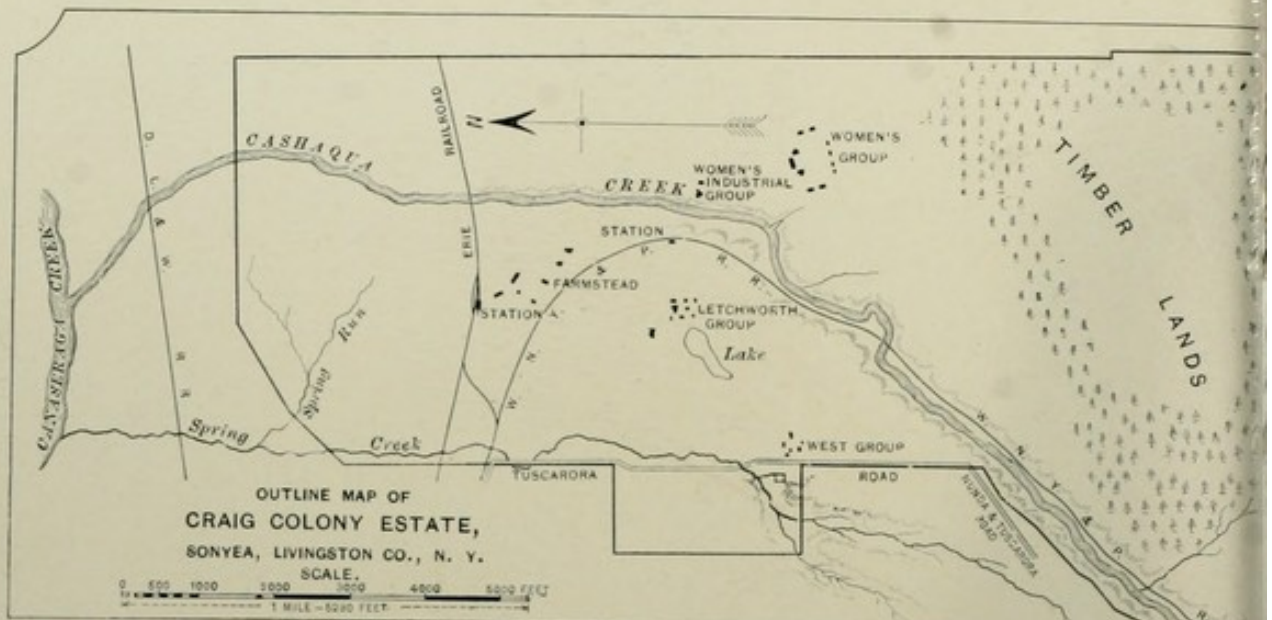 RAILROAD
N
CASHAQUA
D. L. & W. R R
WOMEN'S
GROUP
WOMEN'S
INDUSTRIAL
GROUP
CREEK
TIMBER
LANDS
CANASERAGA CREEK
ERIE
STATION
W. N. Y. & P. R. R.
FARMSTEAD
STATION
LETCHWORTH
GROUP
Lake
Spring Run
Spring Creek
WEST GROUP
TUSCARORA
ROAD
NUNDA & TUSCARORA
ROAD
W. N. Y. & P. R.
OUTLINE MAP OF
CRAIG COLONY ESTATE,
SONYEA, LIVINGSTON CO., N. Y.
SCALE.
0 500 1000 2000 3000 4000 5000 FEET
1 MILE - 5280 FEET